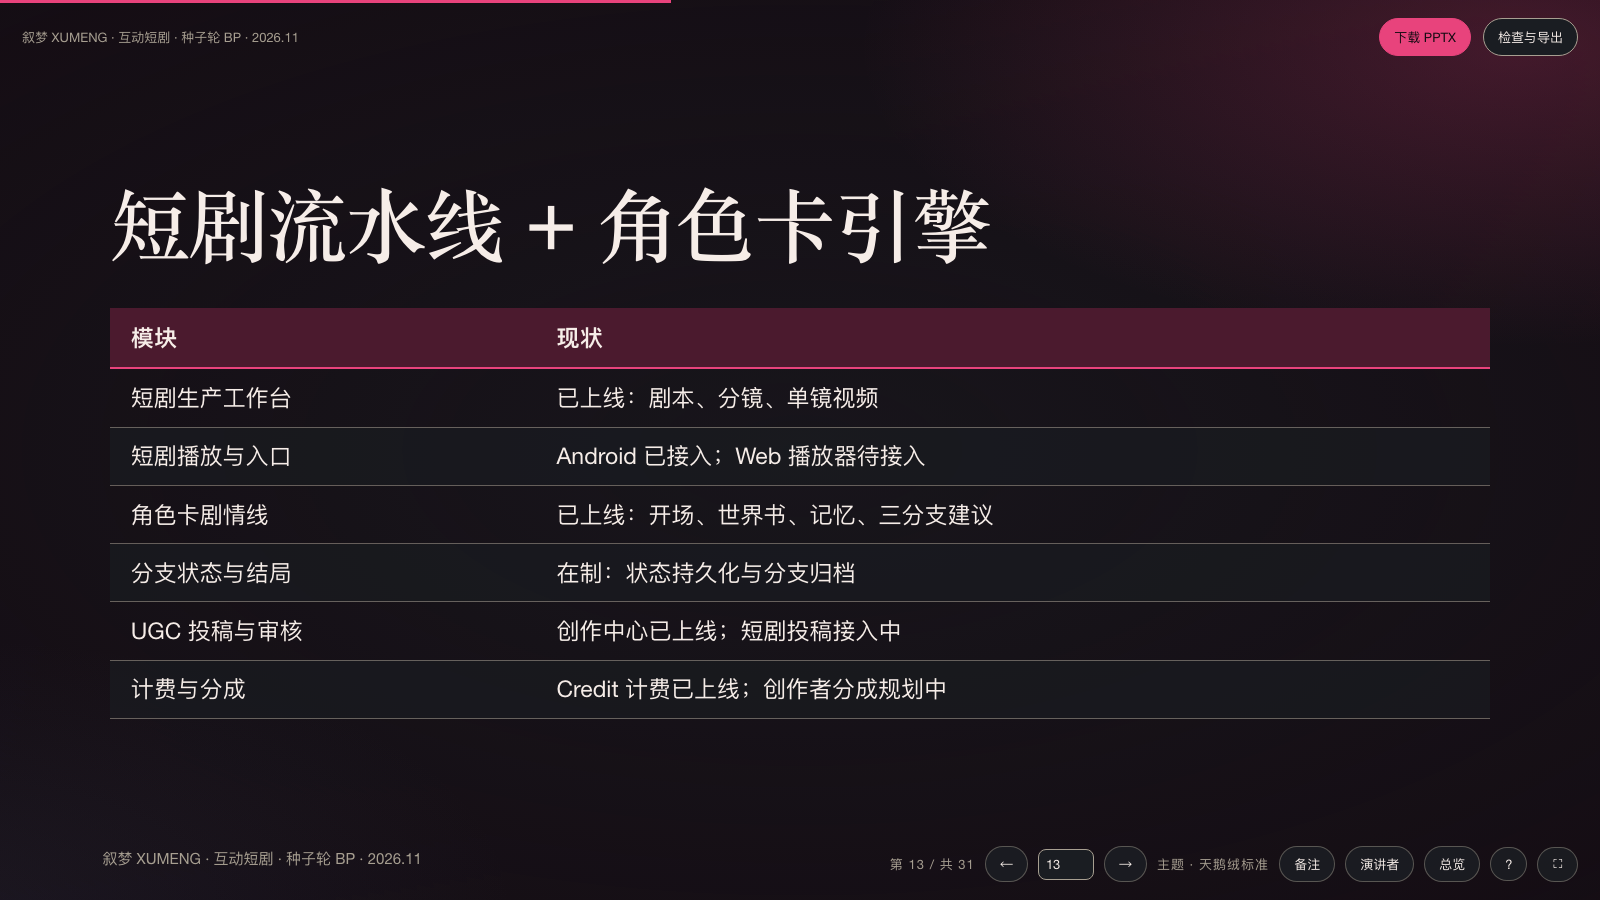 叙梦 XUMENG · 互动短剧 · 种子轮 BP · 2026.11
下载 PPTX
检查与导出
短剧流水线 + 角色卡引擎
模块 现状
短剧生产工作台 已上线：剧本、分镜、单镜视频
短剧播放与入口 Android 已接入；Web 播放器待接入
角色卡剧情线 已上线：开场、世界书、记忆、三分支建议
分支状态与结局 在制：状态持久化与分支归档
UGC 投稿与审核 创作中心已上线；短剧投稿接入中
计费与分成 Credit 计费已上线；创作者分成规划中
叙梦 XUMENG · 互动短剧 · 种子轮 BP · 2026.11
第 13 / 共 31 ← 13 → 主题 · 天鹅绒标准 备注 演讲者 总览 ? ⛶